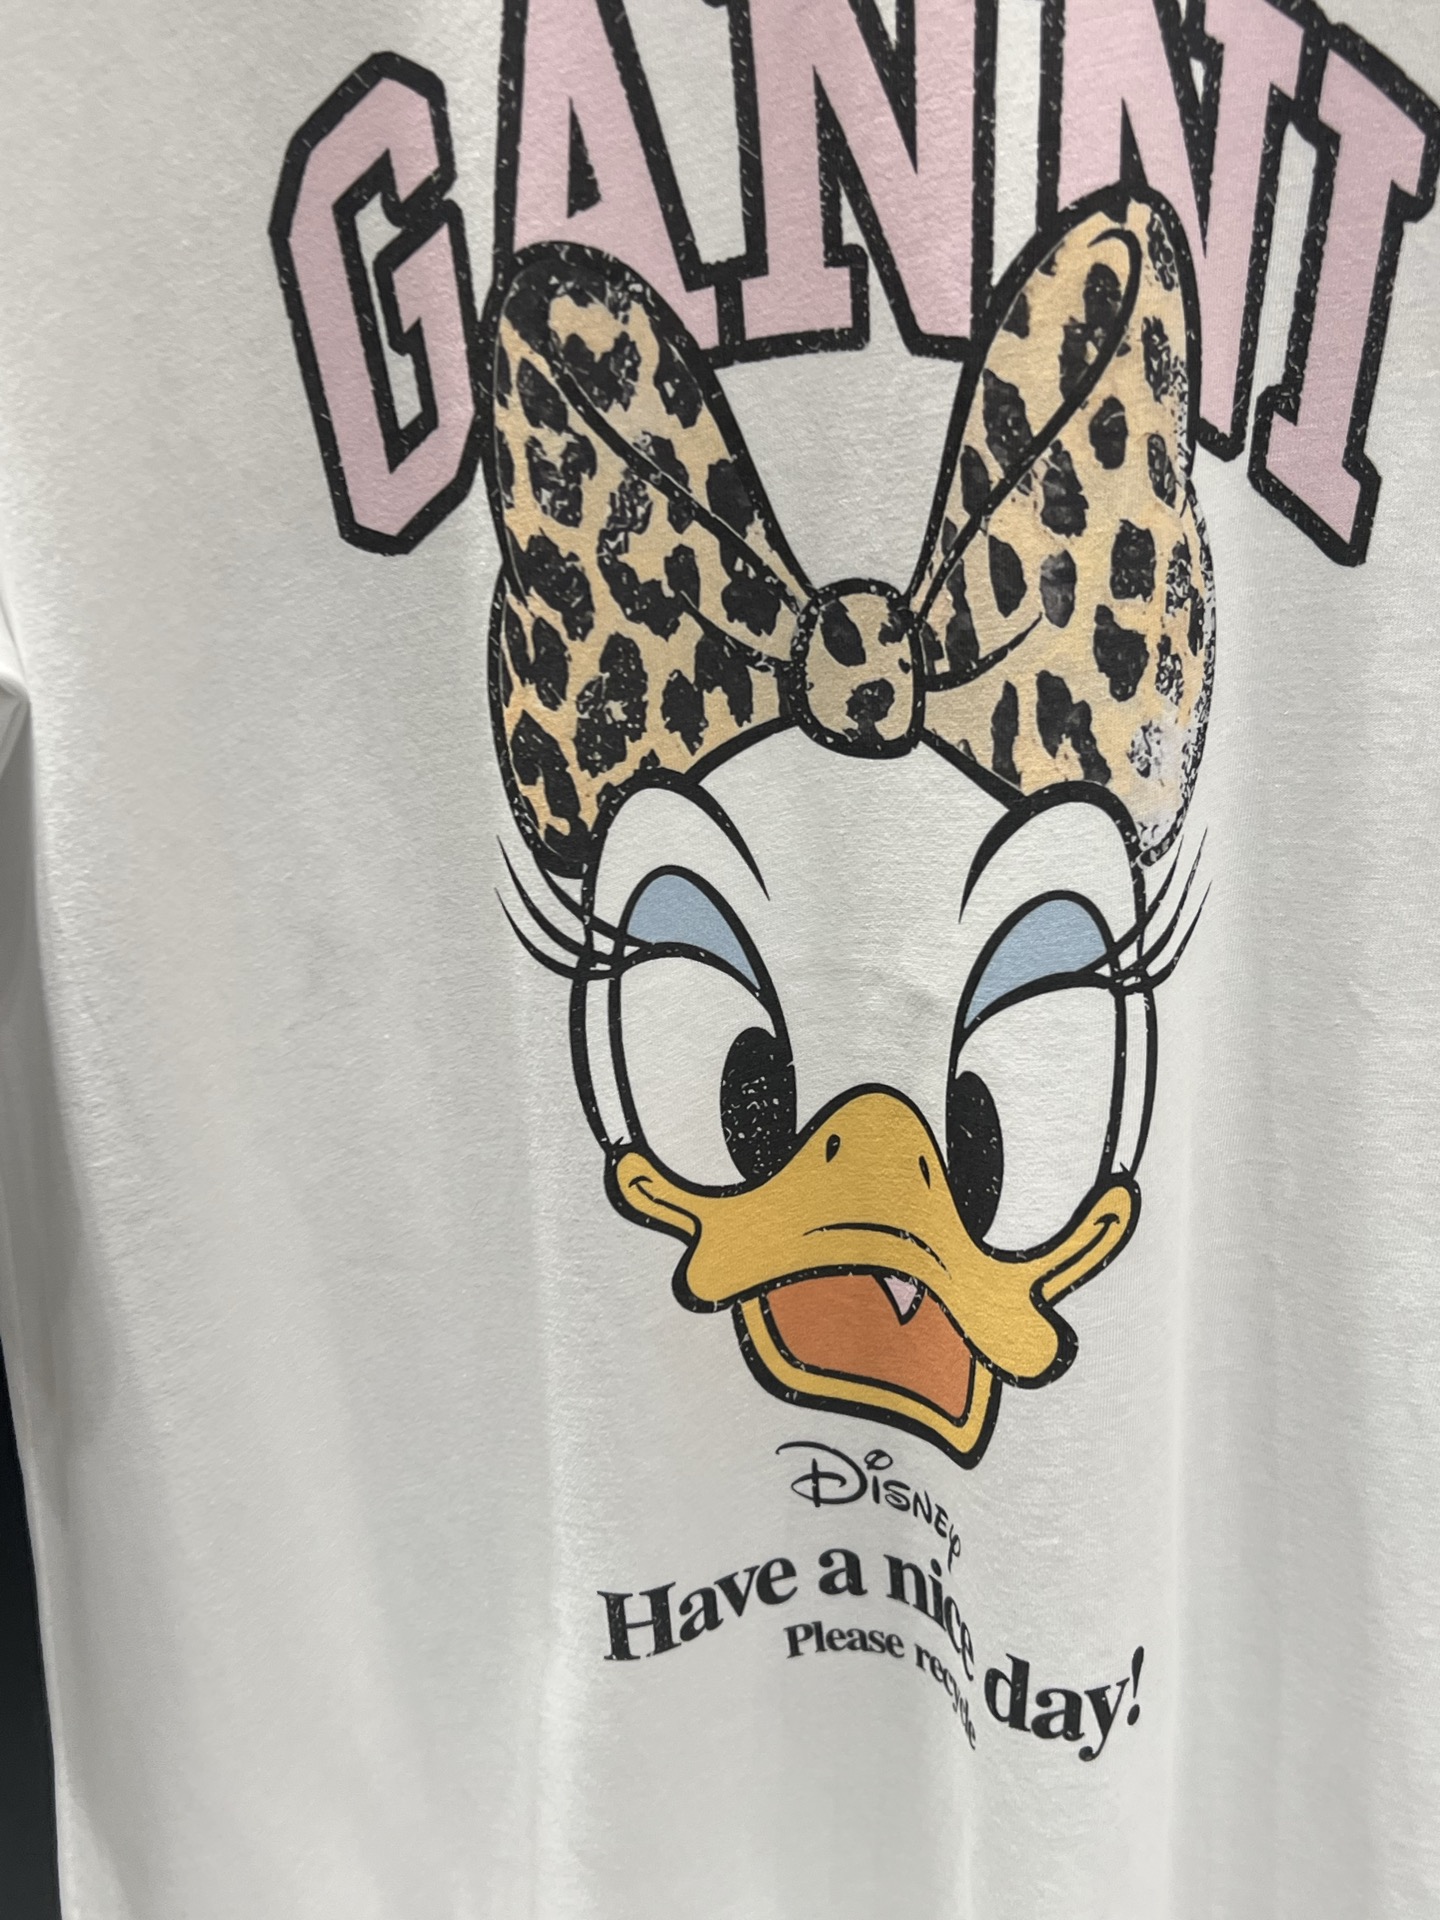 GANNI
Disney
Have a nice day!
Please recycle